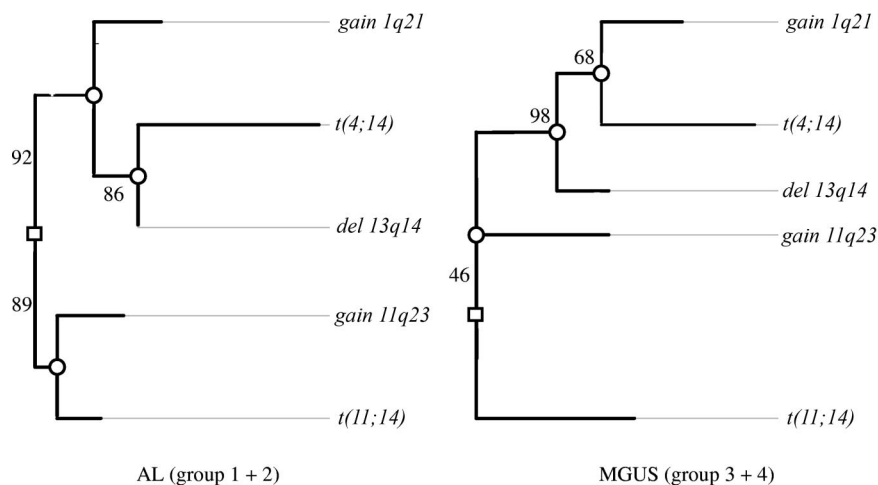 gain 1q21
t(4;14)
92
86
del 13q14
89
gain 11q23
t(11;14)
AL (group 1 + 2)
gain 1q21
68
98
t(4;14)
del 13q14
gain 11q23
46
t(11;14)
MGUS (group 3 + 4)